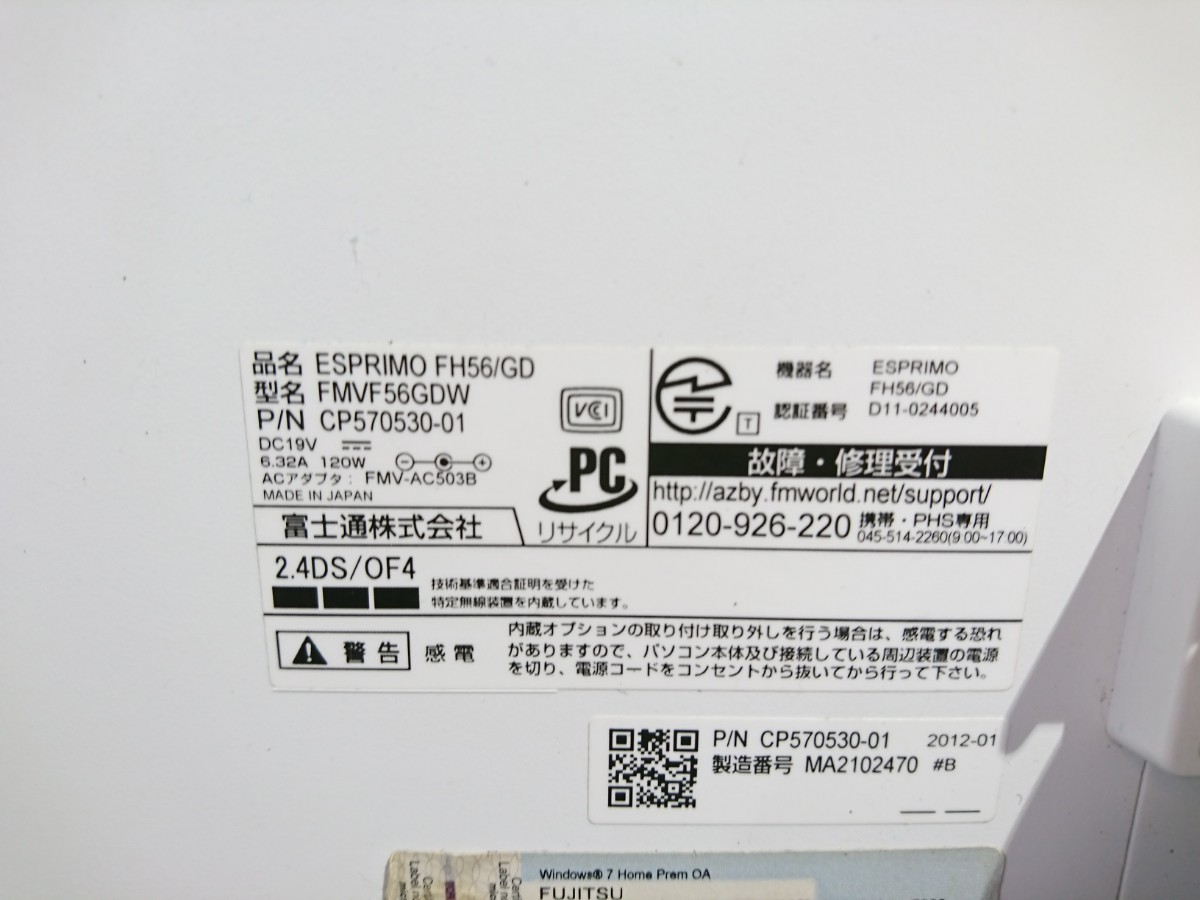 品名 ESPRIMO FH56/GD
型名 FMVF56GDW
P/N CP570530-01
DC19V
6.32A 120W
ACアダプタ： FMV-AC503B
MADE IN JAPAN
VCI
PC
リサイクル
富士通株式会社
T
機器名 ESPRIMO
FH56/GD
認証番号 D11-0244005
故障・修理受付
http://azby.fmworld.net/support/
0120-926-220 携帯・PHS専用
045-514-2260(9:00~17:00)
2.4DS/OF4 技術基準適合証明を受けた
特定無線装置を内蔵しています。
警告 感電
内蔵オプションの取り付け取り外しを行う場合は、感電する恐れ
がありますので、パソコン本体及び接続している周辺装置の電源
を切り、電源コードをコンセントから抜いてから行って下さい。
P/N CP570530-01 2012-01
製造番号 MA2102470 #B
Windows® 7 Home Prem OA
FUJITSU